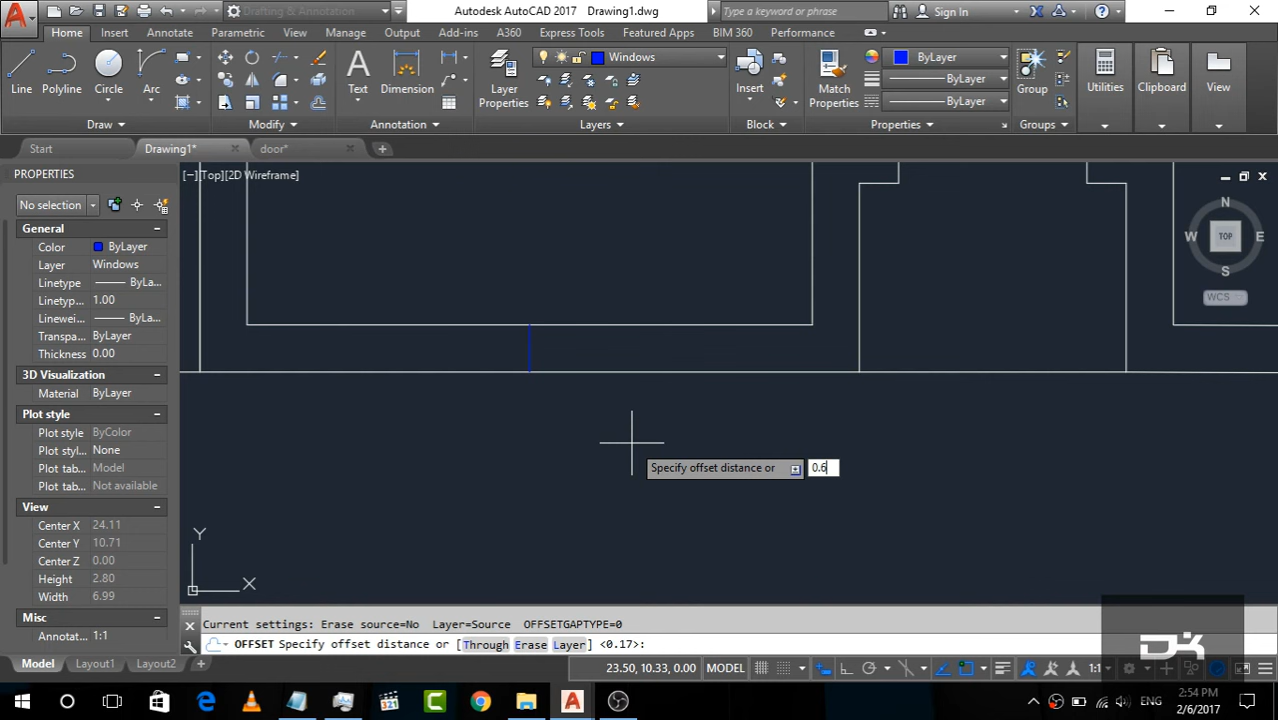 Drafting & Annotation
Autodesk AutoCAD 2017 Drawing1.dwg
Type a keyword or phrase
Sign In
Home Insert Annotate Parametric View Manage Output Add-ins A360 Express Tools Featured Apps BIM 360 Performance
Line Polyline Circle Arc
Text Dimension
Layer Properties
Windows
Insert
Match Properties
ByLayer
ByLayer
ByLayer
Group
Utilities
Clipboard
View
Draw Modify Annotation Layers Block Properties Groups
Start Drawing1* door*
PROPERTIES
[−][Top][2D Wireframe]
No selection
General
Color ByLayer
Layer Windows
Linetype ByLa...
Linetyp... 1.00
Linewei... ByLa...
Transpa... ByLayer
Thickness 0.00
3D Visualization
Material ByLayer
Plot style
Plot style ByColor
Plot styl... None
Plot tab... Model
Plot tab... Not available
View
Center X 24.11
Center Y 10.71
Center Z 0.00
Height 2.80
Width 6.99
Misc
Annotat... 1:1
N
W TOP E
S
WCS
Specify offset distance or 0.6
Y
X
Current settings: Erase source=No Layer=Source OFFSETGAPTYPE=0
OFFSET Specify offset distance or [Through Erase Layer] <0.17>:
Model Layout1 Layout2
23.50, 10.33, 0.00 MODEL 1:1
DK
321
ENG
2:54 PM
2/6/2017